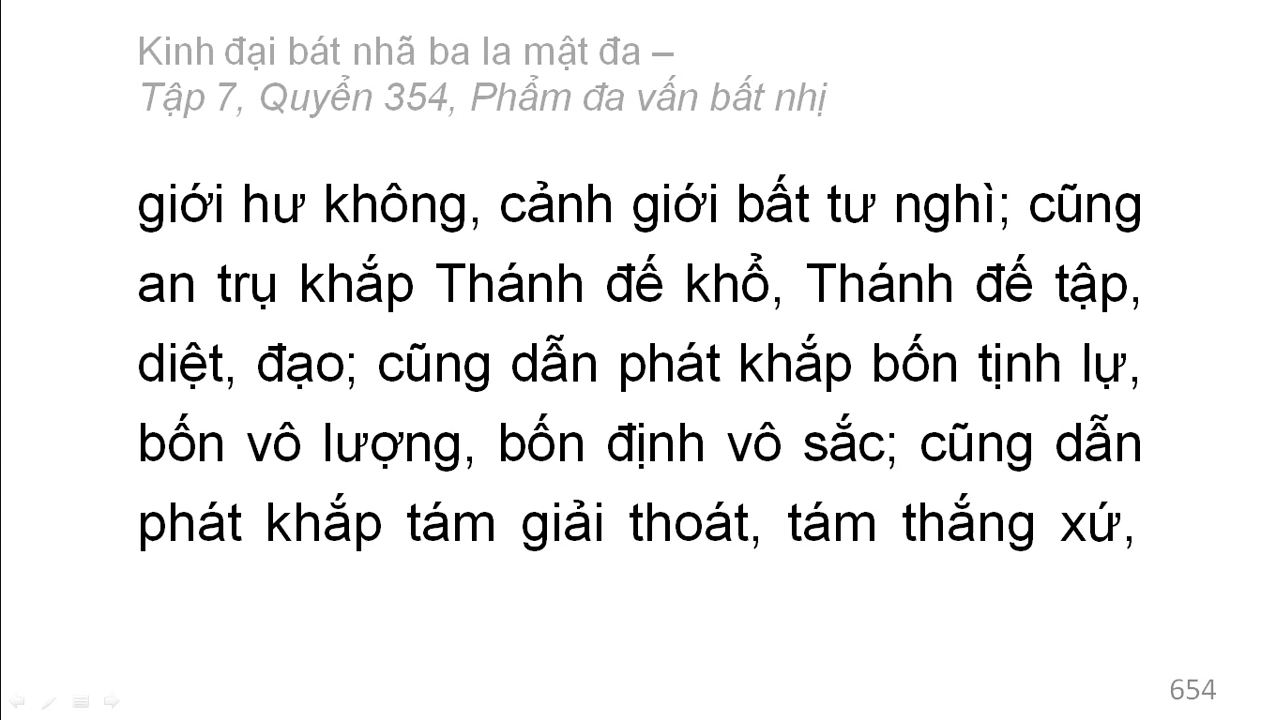 Kinh đại bát nhã ba la mật đa –
Tập 7, Quyển 354, Phẩm đa vấn bất nhị
giới hư không, cảnh giới bất tư nghì; cũng
an trụ khắp Thánh đế khổ, Thánh đế tập,
diệt, đạo; cũng dẫn phát khắp bốn tịnh lự,
bốn vô lượng, bốn định vô sắc; cũng dẫn
phát khắp tám giải thoát, tám thắng xứ,
654